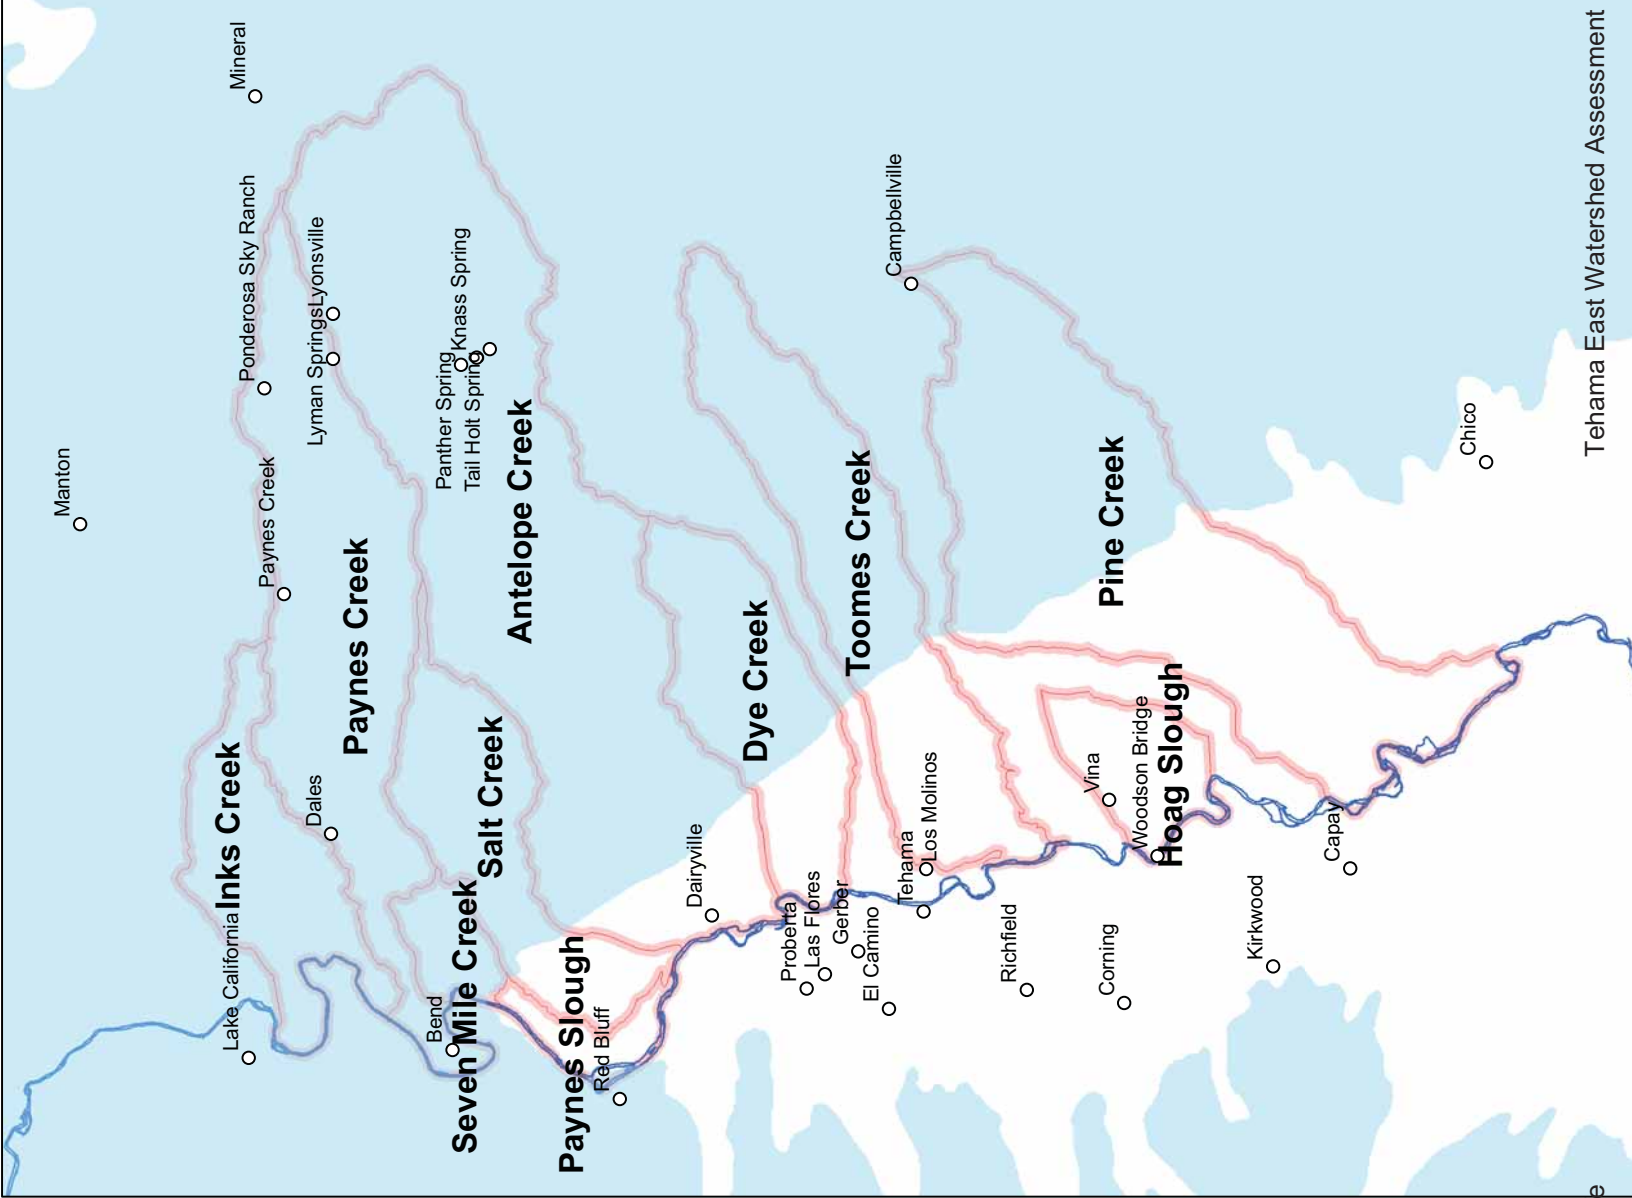 Mineral
Manton
Ponderosa Sky Ranch
Paynes Creek
Lyonsville
Lyman Springs
Knass Spring
Panther Spring
Tail Holt Spring
Antelope Creek
Paynes Creek
Inks Creek
Lake California
Dales
Salt Creek
Seven Mile Creek
Bend
Paynes Slough
Red Bluff
Dairyville
Dye Creek
Campbellville
Toomes Creek
Proberta
Las Flores
Gerber
El Camino
Tehama
Los Molinos
Richfield
Corning
Vina
Woodson Bridge
Hoag Slough
Pine Creek
Kirkwood
Capay
Chico
Tehama East Watershed Assessment
e